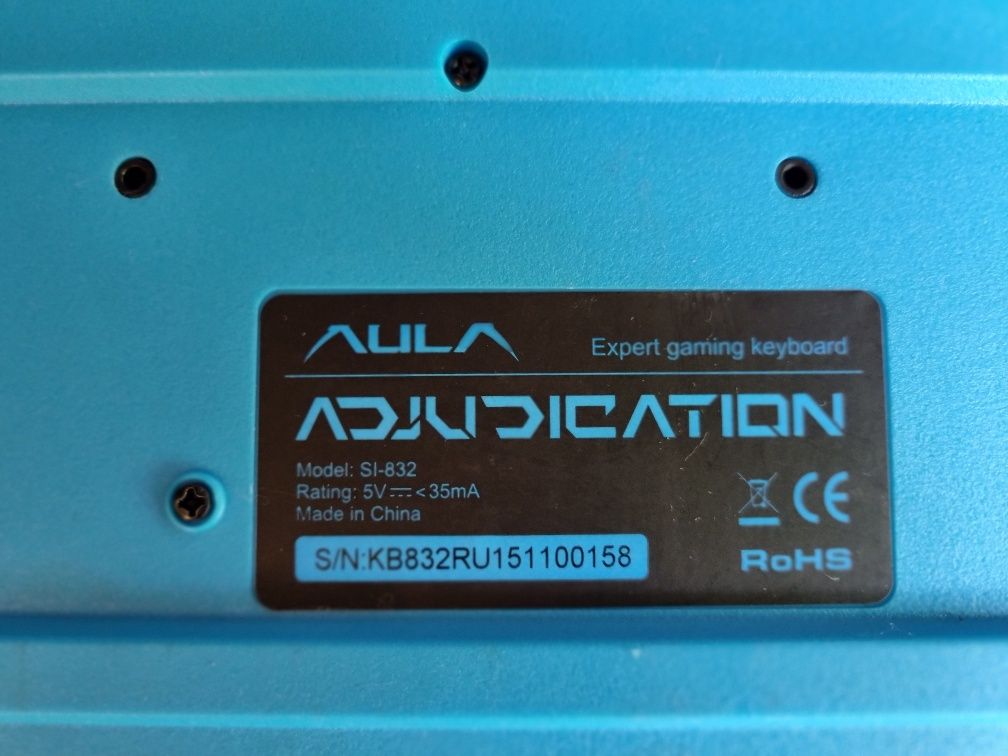 AULA Expert gaming keyboard
ADJUDICATION
Model: SI-832
Rating: 5V⎓<35mA
Made in China
S/N:KB832RU151100158
CE
RoHS